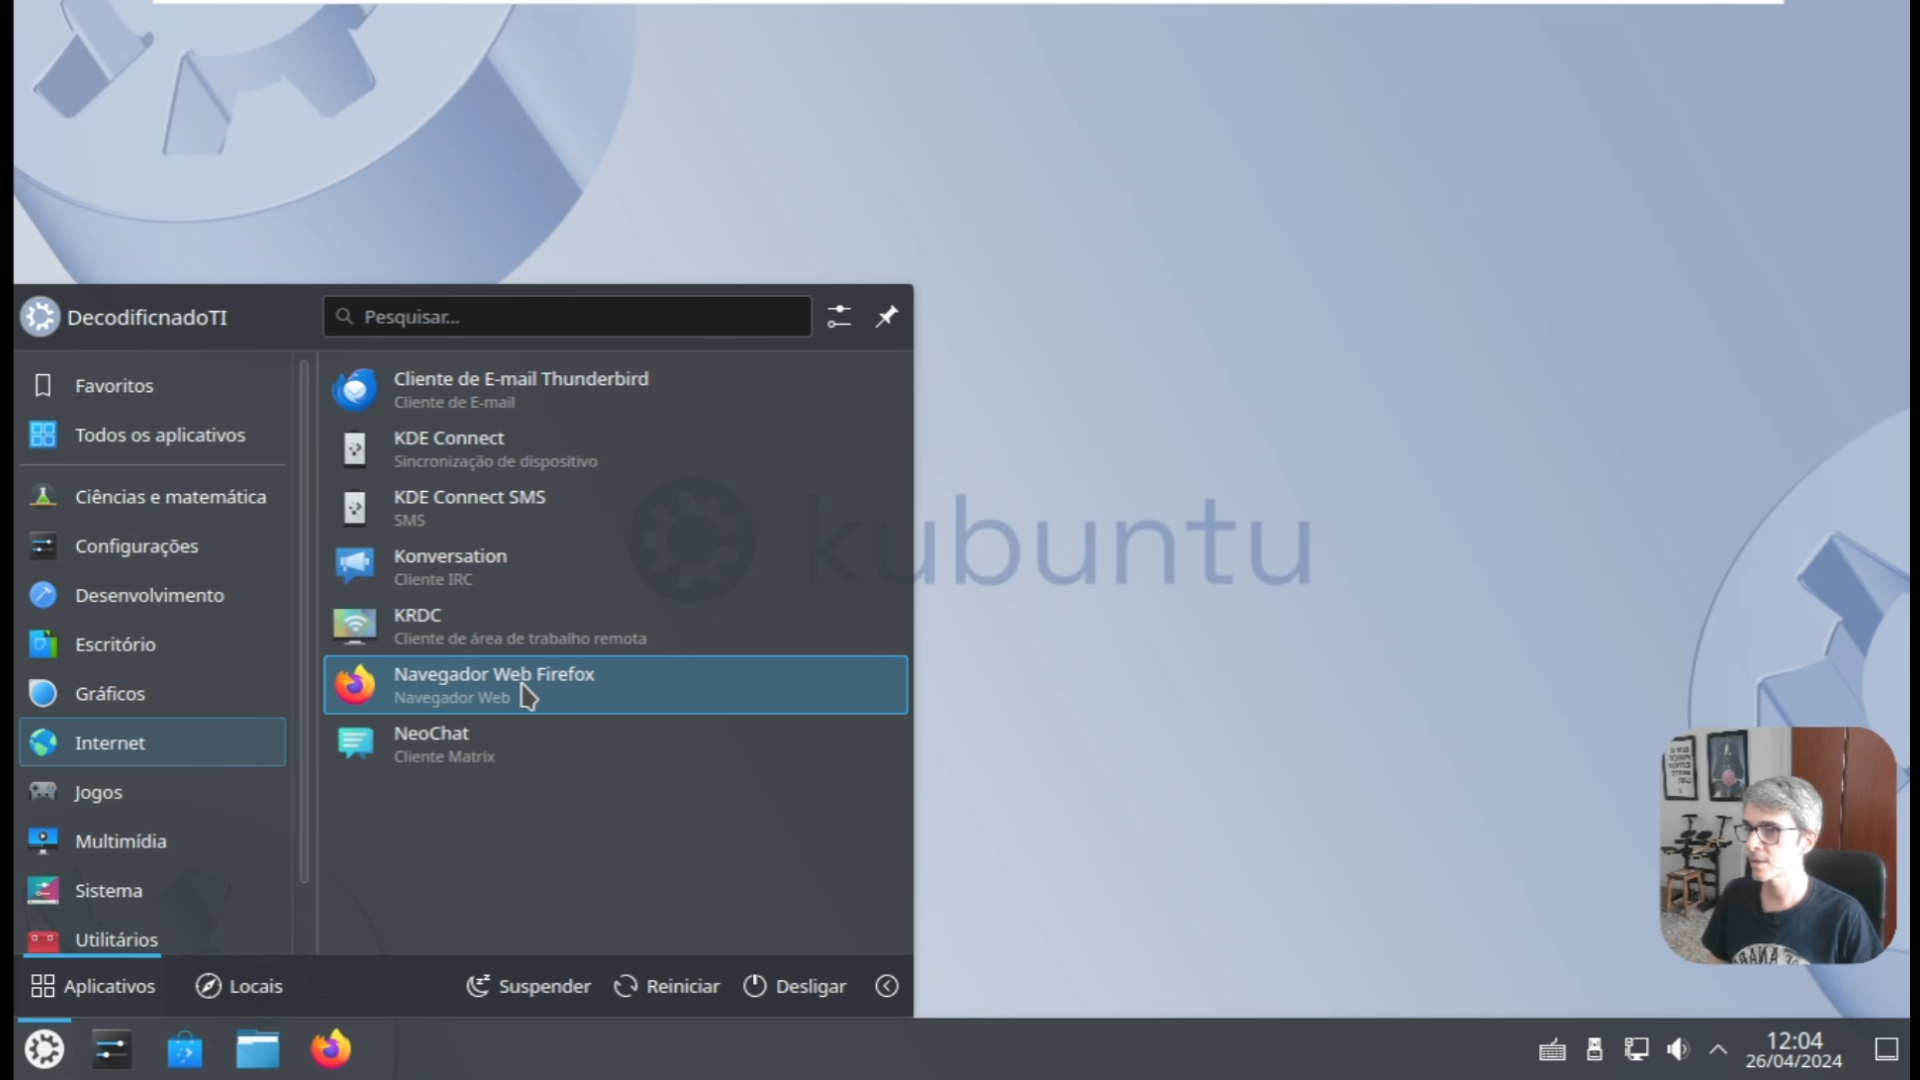 DecodificnadoTI
Pesquisar...
Favoritos
Todos os aplicativos
Ciências e matemática
Configurações
Desenvolvimento
Escritório
Gráficos
Internet
Jogos
Multimídia
Sistema
Utilitários
Cliente de E-mail Thunderbird
Cliente de E-mail
KDE Connect
Sincronização de dispositivo
KDE Connect SMS
SMS
Konversation
Cliente IRC
KRDC
Cliente de área de trabalho remota
Navegador Web Firefox
Navegador Web
NeoChat
Cliente Matrix
kubuntu
Aplicativos
Locais
Suspender
Reiniciar
Desligar
12:04
26/04/2024